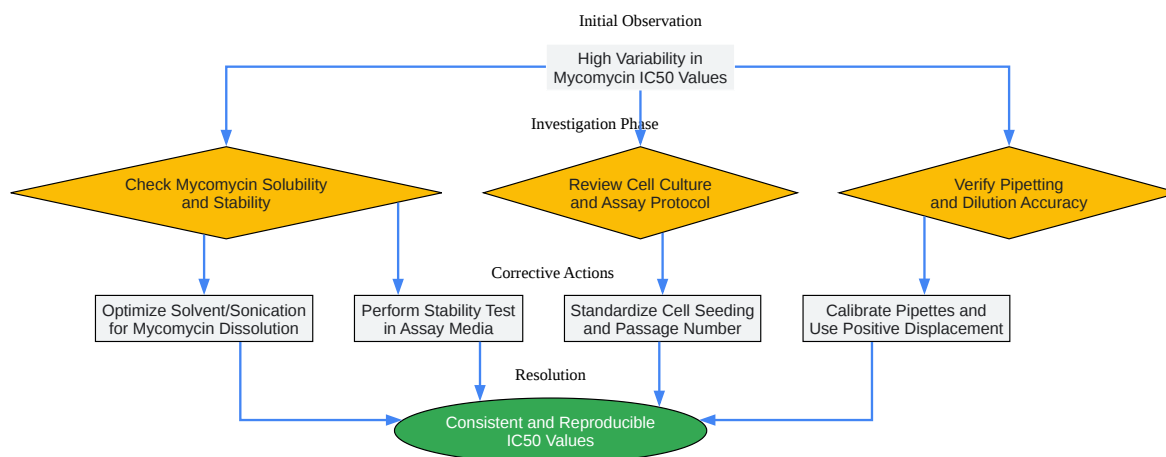 Initial Observation
High Variability in
Mycomycin IC50 Values
Investigation Phase
Check Mycomycin Solubility
and Stability
Review Cell Culture
and Assay Protocol
Verify Pipetting
and Dilution Accuracy
Corrective Actions
Optimize Solvent/Sonication
for Mycomycin Dissolution
Perform Stability Test
in Assay Media
Standardize Cell Seeding
and Passage Number
Calibrate Pipettes and
Use Positive Displacement
Resolution
Consistent and Reproducible
IC50 Values